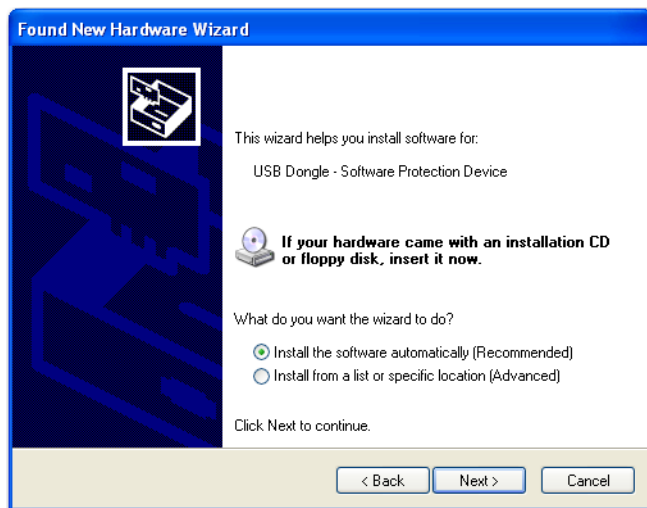 Found New Hardware Wizard
This wizard helps you install software for:
USB Dongle - Software Protection Device
If your hardware came with an installation CD
or floppy disk, insert it now.
What do you want the wizard to do?
Install the software automatically (Recommended)
Install from a list or specific location (Advanced)
Click Next to continue.
< Back Next > Cancel